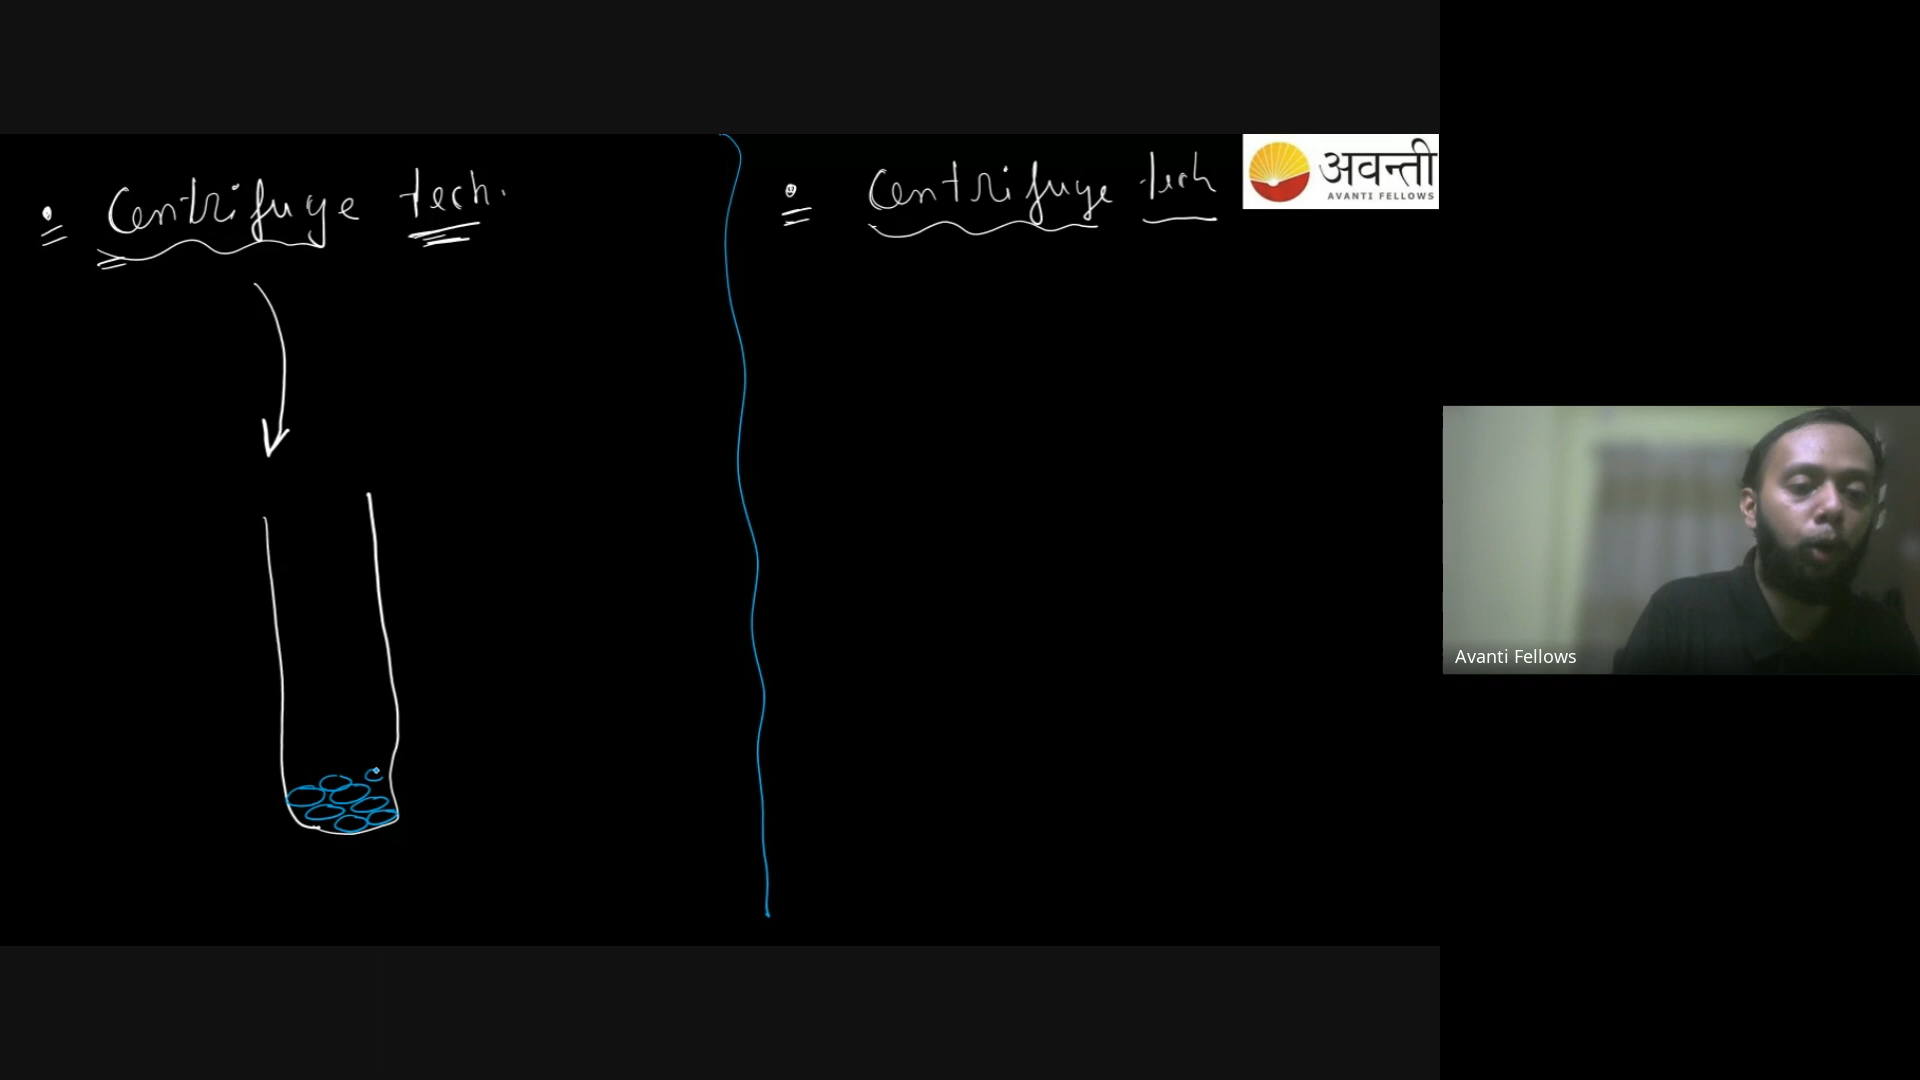 Centrifuge tech.
Centrifuge tech
अवन्ती
AVANTI FELLOWS
Avanti Fellows